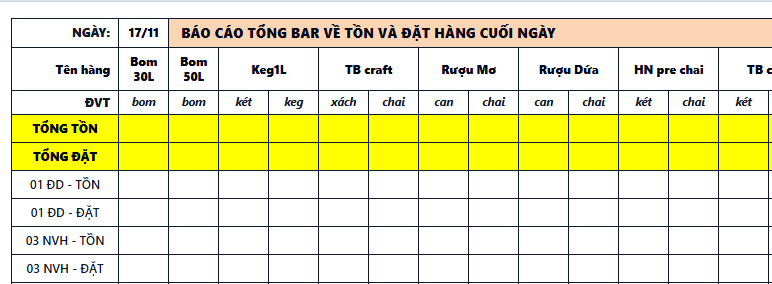 NGÀY: 17/11 BÁO CÁO TỔNG BAR VỀ TỒN VÀ ĐẶT HÀNG CUỐI NGÀY
Tên hàng Bom 30L Bom 50L Keg1L TB craft Rượu Mơ Rượu Dứa HN pre chai TB c
ĐVT bom bom két keg xách chai can chai can chai két chai két
TỔNG TỒN
TỔNG ĐẶT
01 ĐD - TỒN
01 ĐD - ĐẶT
03 NVH - TỒN
03 NVH - ĐẶT